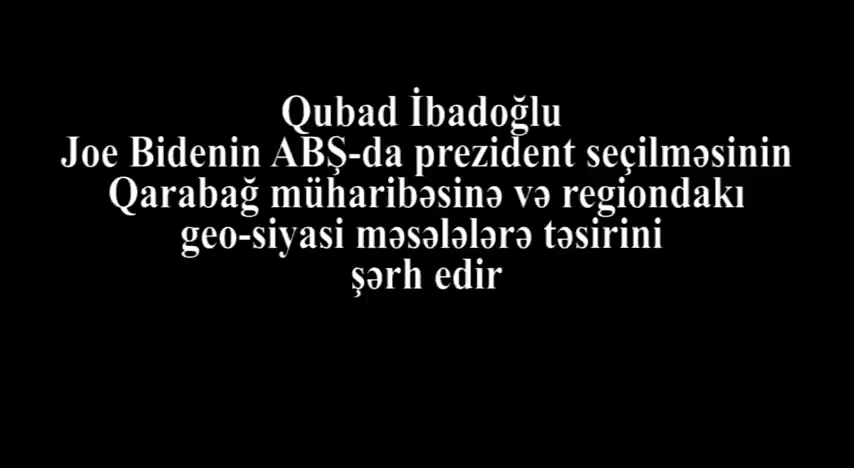 Qubad İbadoğlu
Joe Bidenin ABŞ-da prezident seçilməsinin
Qarabağ müharibəsinə və regiondakı
geo-siyasi məsələlərə təsirini
şərh edir